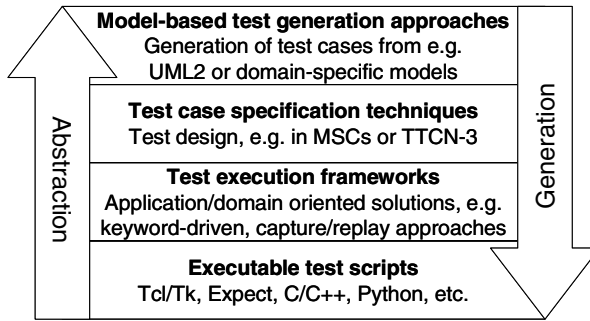 Model-based test generation approaches
Generation of test cases from e.g.
UML2 or domain-specific models
Test case specification techniques
Test design, e.g. in MSCs or TTCN-3
Test execution frameworks
Application/domain oriented solutions, e.g.
keyword-driven, capture/replay approaches
Executable test scripts
Tcl/Tk, Expect, C/C++, Python, etc.
Abstraction
Generation